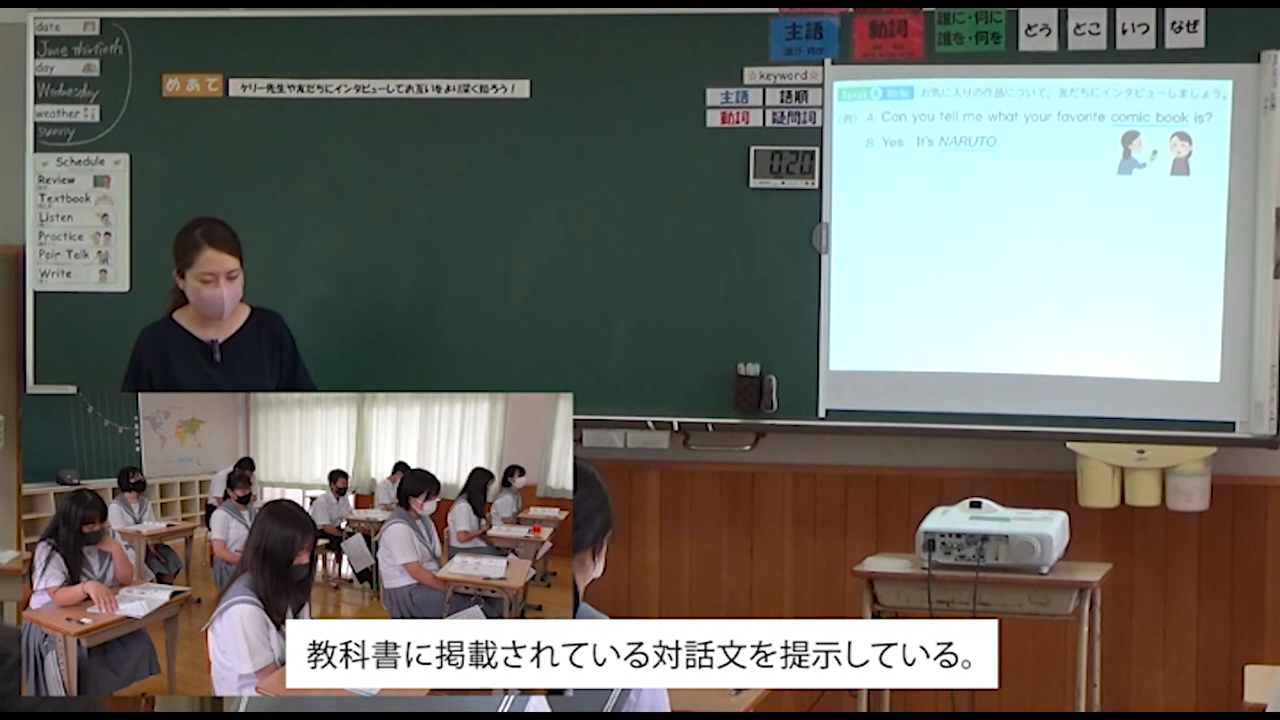 date
June thirtieth
day
Wednesday
weather
sunny
Schedule
Review
Textbook
Listen
Practice
Pair Talk
Write
めあて
ケリー先生や友だちにインタビューしてお互いをより深く知ろう！
主語
動詞
誰に・何に
誰を・何を
どう
どこ
いつ
なぜ
☆keyword☆
主語
語順
動詞
疑問詞
0:20
お気に入りの作品について、友だちにインタビューしましょう。
(例) A: Can you tell me what your favorite comic book is?
B: Yes. It's NARUTO.
教科書に掲載されている対話文を提示している。